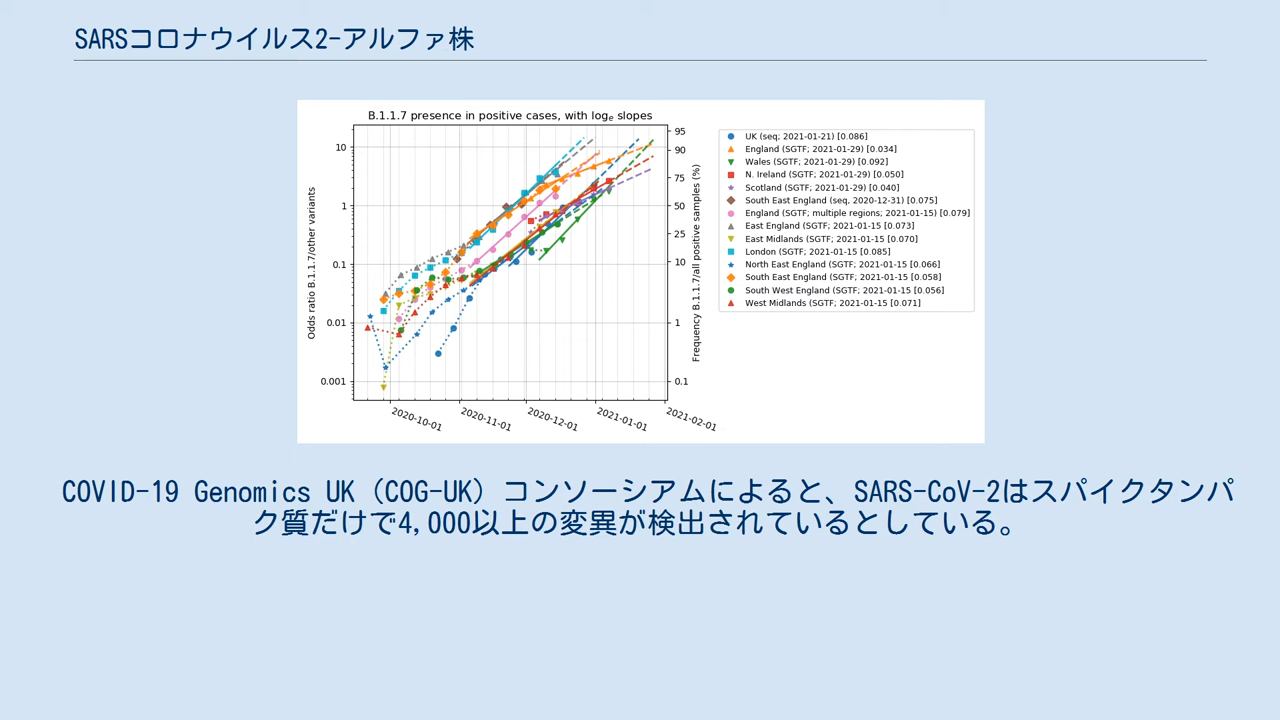 SARSコロナウイルス2-アルファ株
B.1.1.7 presence in positive cases, with logₑ slopes
Odds ratio B.1.1.7/other variants
10
1
0.1
0.01
0.001
95
90
75
50
25
10
1
0.1
Frequency B.1.1.7/all positive samples (%)
2020-10-01
2020-11-01
2020-12-01
2021-01-01
2021-02-01
UK (seq; 2021-01-21) [0.086]
England (SGTF; 2021-01-29) [0.034]
Wales (SGTF; 2021-01-29) [0.092]
N. Ireland (SGTF; 2021-01-29) [0.050]
Scotland (SGTF; 2021-01-29) [0.040]
South East England (seq, 2020-12-31) [0.075]
England (SGTF; multiple regions; 2021-01-15) [0.079]
East England (SGTF; 2021-01-15 [0.073]
East Midlands (SGTF; 2021-01-15 [0.070]
London (SGTF; 2021-01-15 [0.085]
North East England (SGTF; 2021-01-15 [0.066]
South East England (SGTF; 2021-01-15 [0.058]
South West England (SGTF; 2021-01-15 [0.056]
West Midlands (SGTF; 2021-01-15 [0.071]
COVID-19 Genomics UK (COG-UK) コンソーシアムによると、SARS-CoV-2はスパイクタンパ
ク質だけで4,000以上の変異が検出されているとしている。